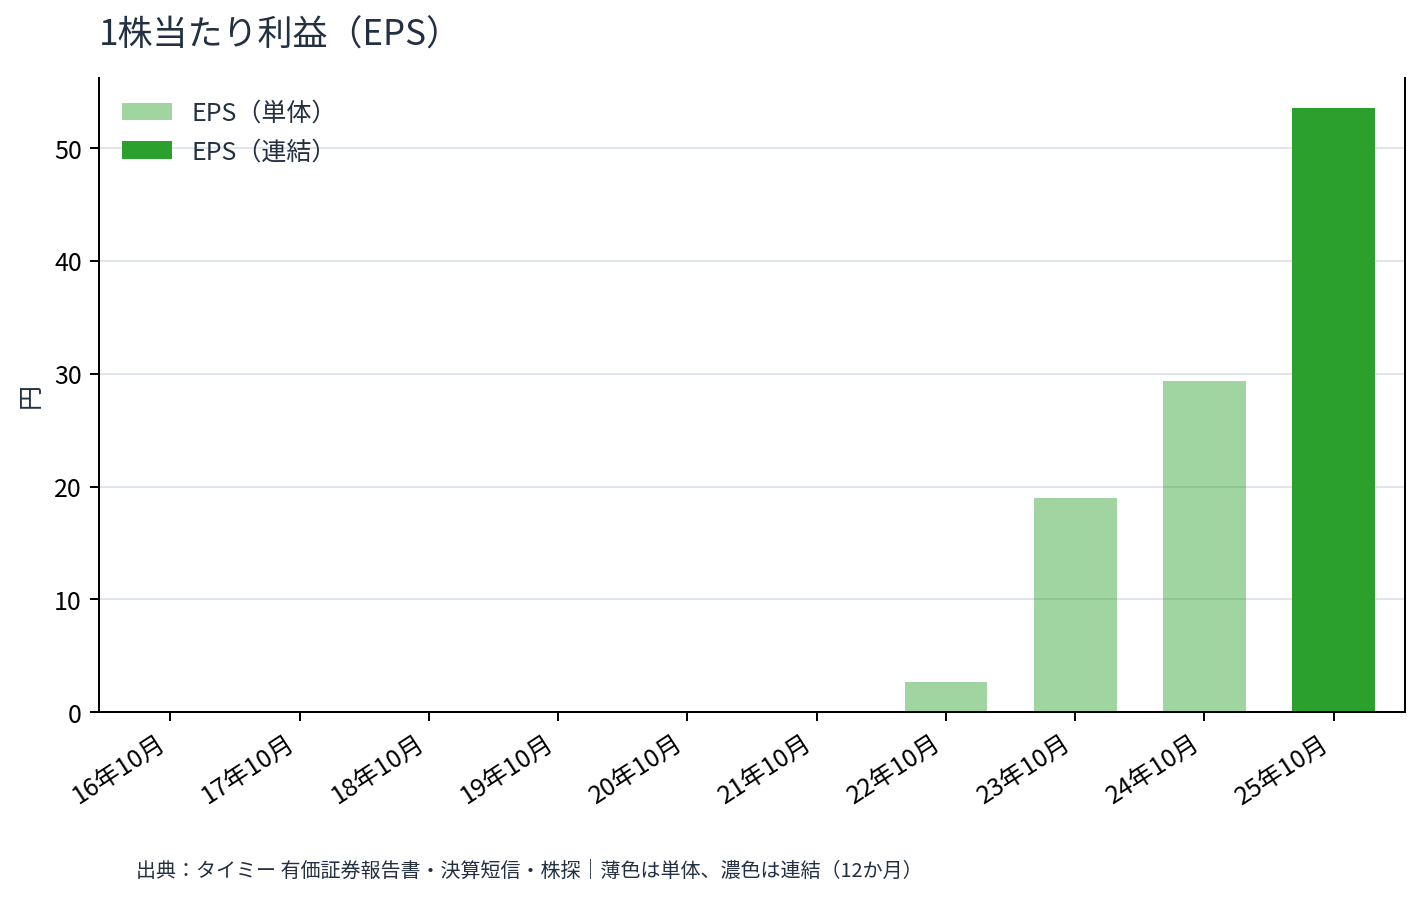 1株当たり利益（EPS）
EPS（単体）
EPS（連結）
円
50
40
30
20
10
0
16年10月
17年10月
18年10月
19年10月
20年10月
21年10月
22年10月
23年10月
24年10月
25年10月
出典：タイミー 有価証券報告書・決算短信・株探｜薄色は単体、濃色は連結（12か月）